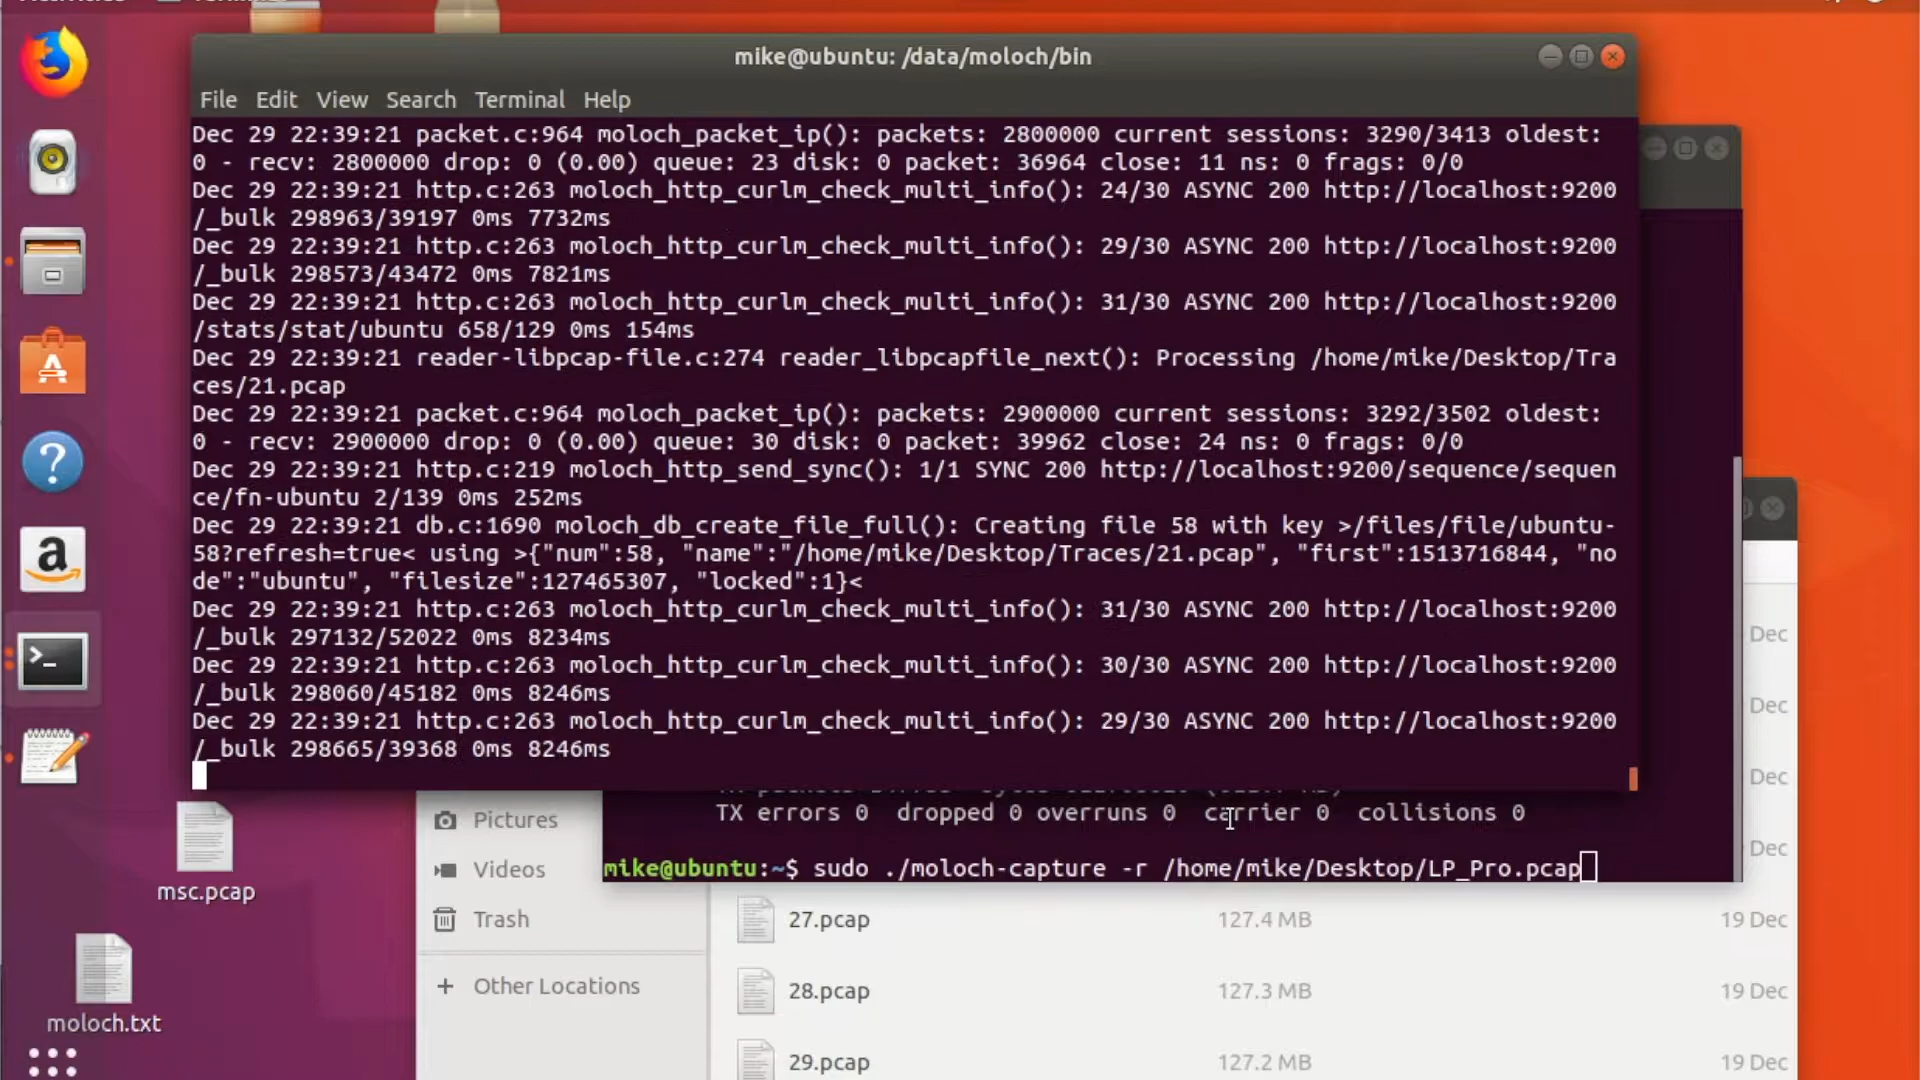 mike@ubuntu: /data/moloch/bin
File Edit View Search Terminal Help
Dec 29 22:39:21 packet.c:964 moloch_packet_ip(): packets: 2800000 current sessions: 3290/3413 oldest:
0 - recv: 2800000 drop: 0 (0.00) queue: 23 disk: 0 packet: 36964 close: 11 ns: 0 frags: 0/0
Dec 29 22:39:21 http.c:263 moloch_http_curlm_check_multi_info(): 24/30 ASYNC 200 http://localhost:9200
/_bulk 298963/39197 0ms 7732ms
Dec 29 22:39:21 http.c:263 moloch_http_curlm_check_multi_info(): 29/30 ASYNC 200 http://localhost:9200
/_bulk 298573/43472 0ms 7821ms
Dec 29 22:39:21 http.c:263 moloch_http_curlm_check_multi_info(): 31/30 ASYNC 200 http://localhost:9200
/stats/stat/ubuntu 658/129 0ms 154ms
Dec 29 22:39:21 reader-libpcap-file.c:274 reader_libpcapfile_next(): Processing /home/mike/Desktop/Tra
ces/21.pcap
Dec 29 22:39:21 packet.c:964 moloch_packet_ip(): packets: 2900000 current sessions: 3292/3502 oldest:
0 - recv: 2900000 drop: 0 (0.00) queue: 30 disk: 0 packet: 39962 close: 24 ns: 0 frags: 0/0
Dec 29 22:39:21 http.c:219 moloch_http_send_sync(): 1/1 SYNC 200 http://localhost:9200/sequence/sequen
ce/fn-ubuntu 2/139 0ms 252ms
Dec 29 22:39:21 db.c:1690 moloch_db_create_file_full(): Creating file 58 with key >/files/file/ubuntu-
58?refresh=true< using >{"num":58, "name":"/home/mike/Desktop/Traces/21.pcap", "first":1513716844, "no
de":"ubuntu", "filesize":127465307, "locked":1}<
Dec 29 22:39:21 http.c:263 moloch_http_curlm_check_multi_info(): 31/30 ASYNC 200 http://localhost:9200
/_bulk 297132/52022 0ms 8234ms
Dec 29 22:39:21 http.c:263 moloch_http_curlm_check_multi_info(): 30/30 ASYNC 200 http://localhost:9200
/_bulk 298060/45182 0ms 8246ms
Dec 29 22:39:21 http.c:263 moloch_http_curlm_check_multi_info(): 29/30 ASYNC 200 http://localhost:9200
/_bulk 298665/39368 0ms 8246ms
TX errors 0 dropped 0 overruns 0 carrier 0 collisions 0
mike@ubuntu:~$ sudo ./moloch-capture -r /home/mike/Desktop/LP_Pro.pcap
Dec
Dec
Dec
Dec
Pictures
Videos
Trash
Other Locations
27.pcap 127.4 MB 19 Dec
28.pcap 127.3 MB 19 Dec
29.pcap 127.2 MB 19 Dec
msc.pcap
moloch.txt